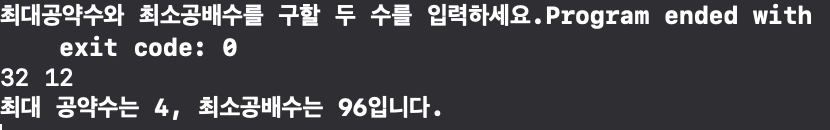 최대공약수와 최소공배수를 구할 두 수를 입력하세요.Program ended with
exit code: 0
32 12
최대 공약수는 4, 최소공배수는 96입니다.